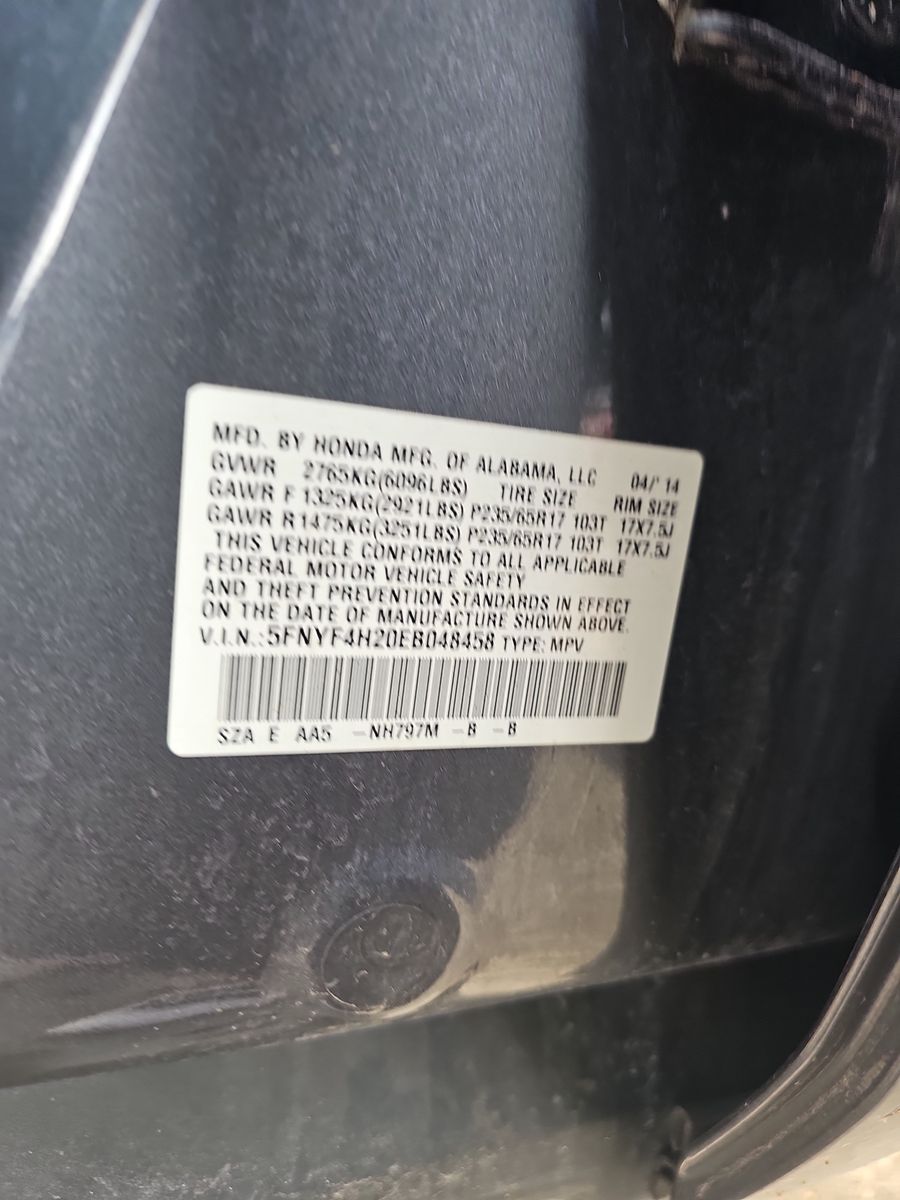 MFD. BY HONDA MFG. OF ALABAMA, LLC 04/'14
GVWR 2765KG(6096LBS) TIRE SIZE RIM SIZE
GAWR F 1325KG(2921LBS) P235/65R17 103T 17X7.5J
GAWR R1475KG(3251LBS) P235/65R17 103T 17X7.5J
THIS VEHICLE CONFORMS TO ALL APPLICABLE
FEDERAL MOTOR VEHICLE SAFETY
AND THEFT PREVENTION STANDARDS IN EFFECT
ON THE DATE OF MANUFACTURE SHOWN ABOVE.
V.I.N.: 5FNYF4H20EB048458 TYPE: MPV
SZA E AA5 -NH797M -B -B